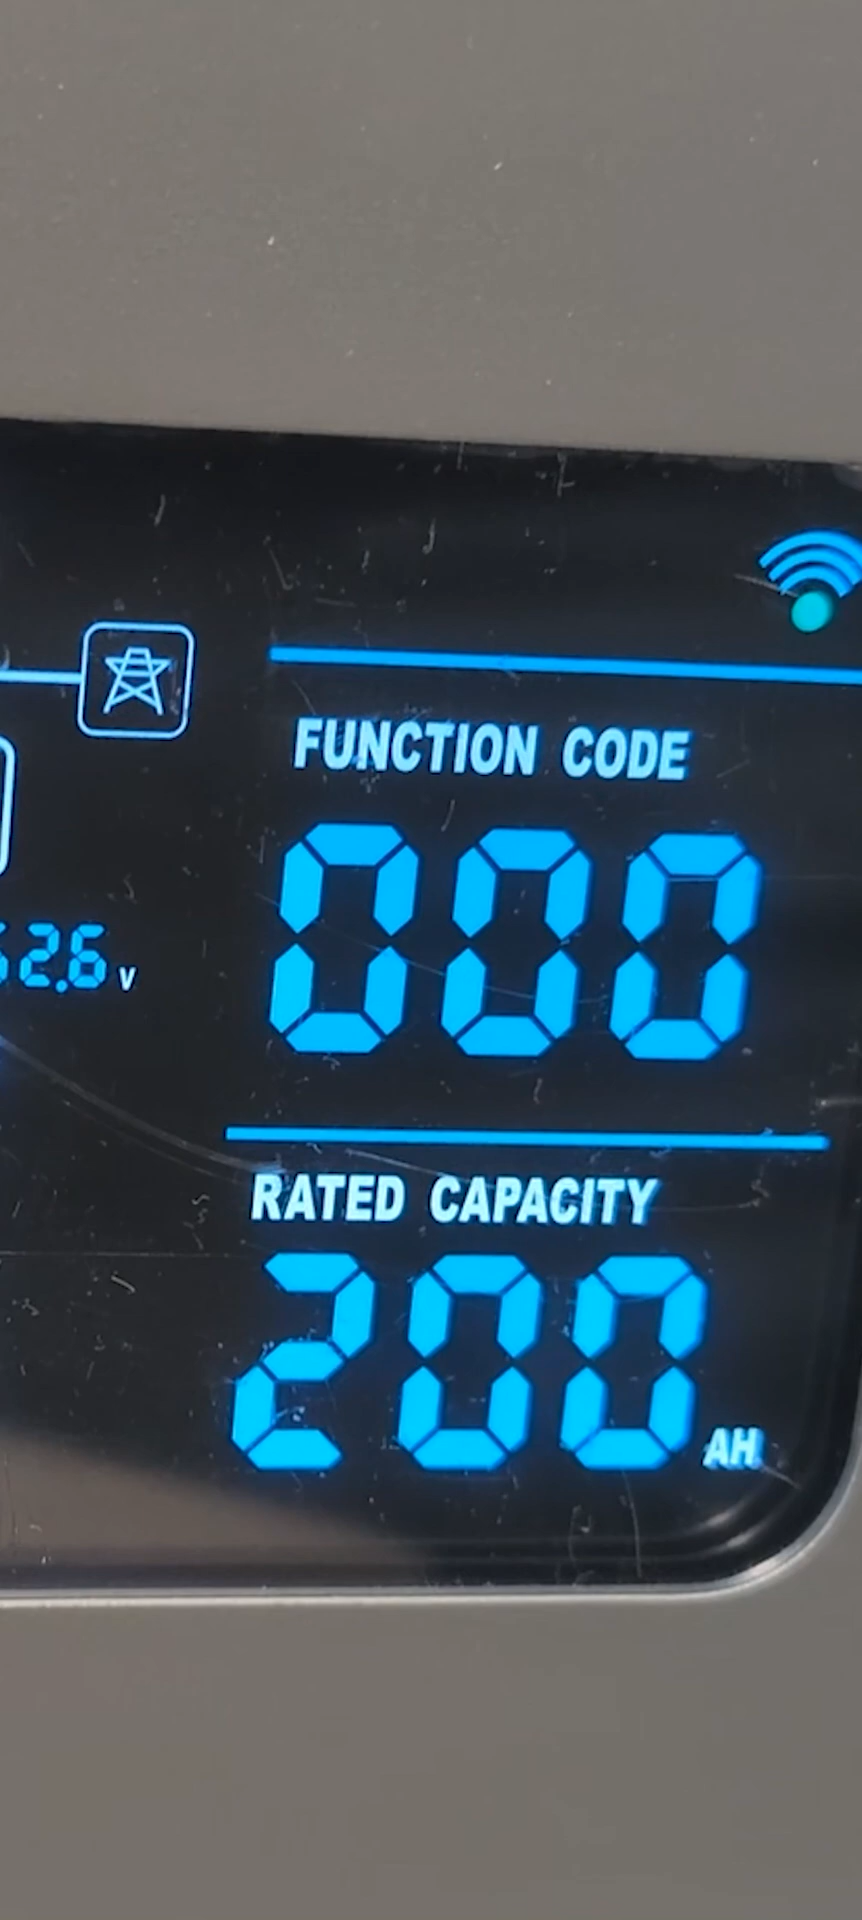 FUNCTION CODE
000
2.6 V
RATED CAPACITY
200 AH